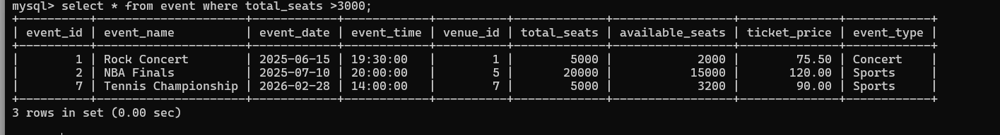 mysql> select * from event where total_seats >3000;
+----------+---------------------+------------+------------+----------+-------------+-----------------+--------------+------------+
| event_id | event_name          | event_date | event_time | venue_id | total_seats | available_seats | ticket_price | event_type |
+----------+---------------------+------------+------------+----------+-------------+-----------------+--------------+------------+
|        1 | Rock Concert        | 2025-06-15 | 19:30:00   |        1 |        5000 |            2000 |        75.50 | Concert    |
|        2 | NBA Finals          | 2025-07-10 | 20:00:00   |        5 |       20000 |           15000 |       120.00 | Sports     |
|        7 | Tennis Championship | 2026-02-28 | 14:00:00   |        7 |        5000 |            3200 |        90.00 | Sports     |
+----------+---------------------+------------+------------+----------+-------------+-----------------+--------------+------------+
3 rows in set (0.00 sec)